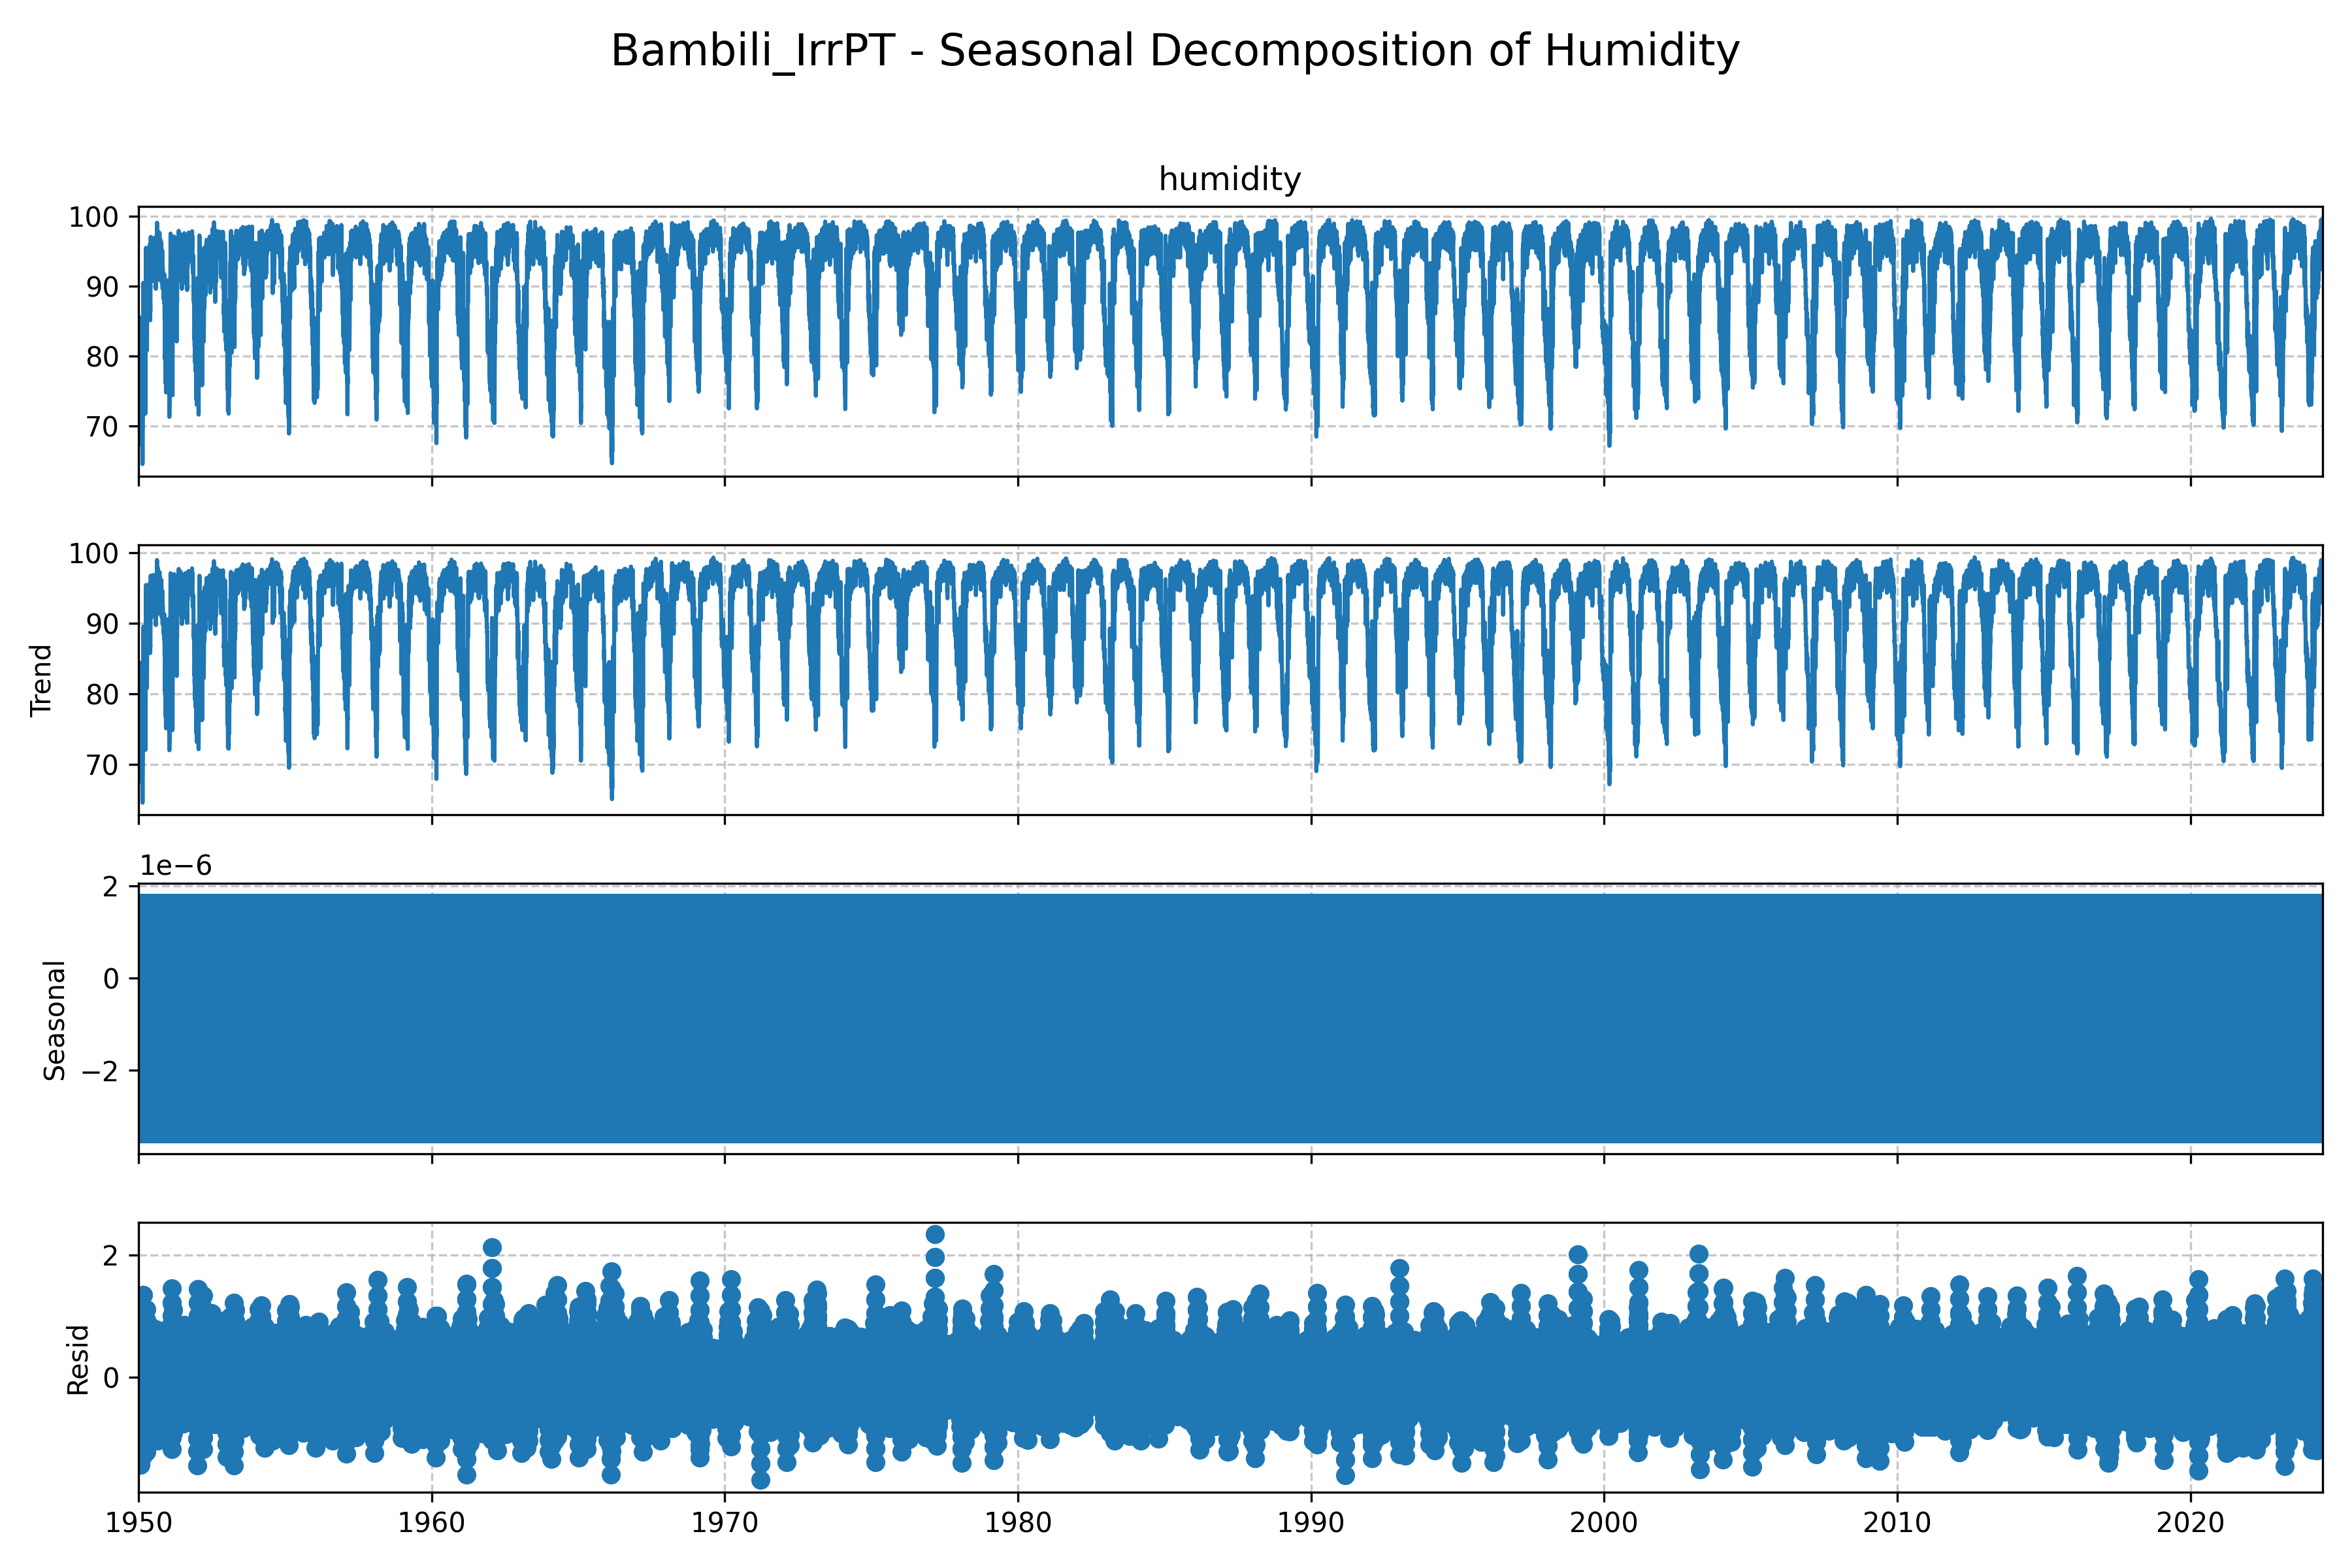 Bambili_IrrPT - Seasonal Decomposition of Humidity
humidity
100
90
80
70
100
90
80
70
Trend
1e−6
2
0
−2
Seasonal
2
0
Resid
1950 1960 1970 1980 1990 2000 2010 2020